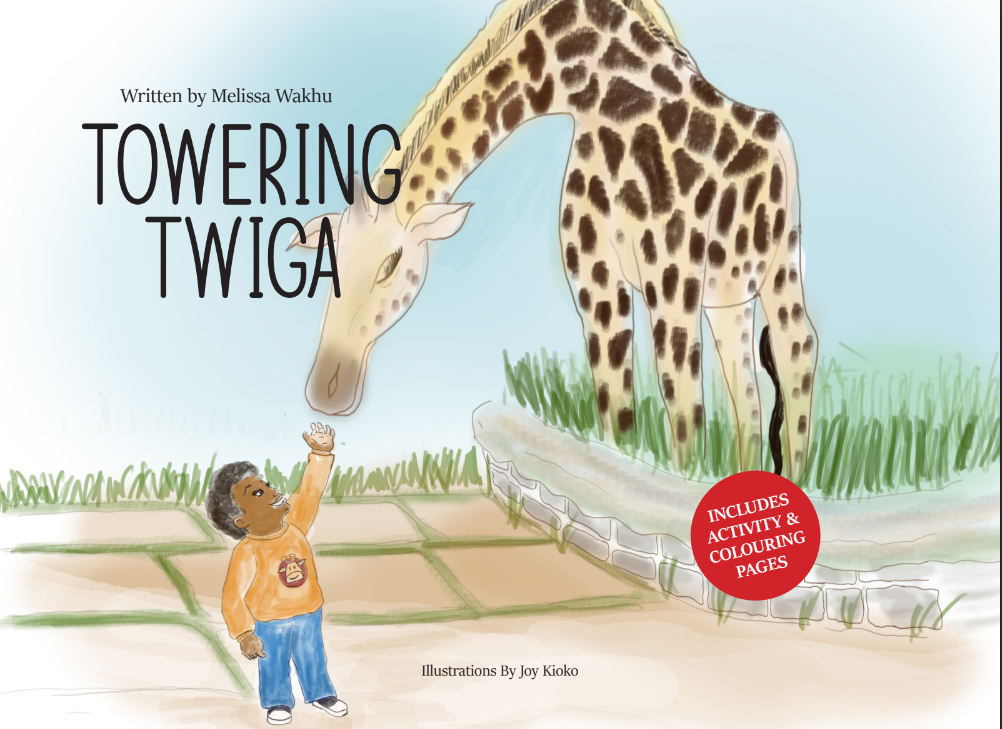 Written by Melissa Wakhu
TOWERING
TWIGA
INCLUDES
ACTIVITY &
COLOURING
PAGES
Illustrations By Joy Kioko